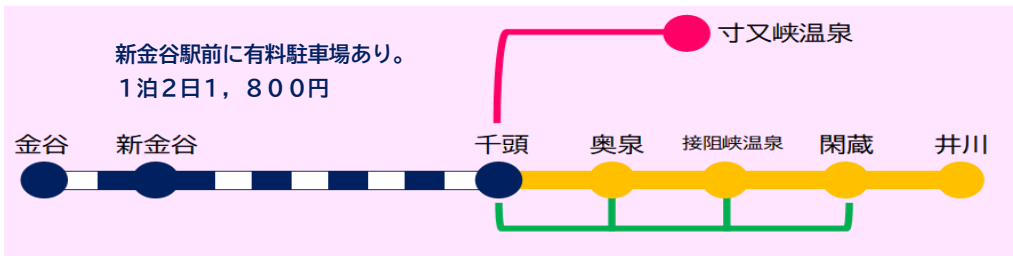 寸又峡温泉
新金谷駅前に有料駐車場あり。
１泊２日１，８００円
金谷
新金谷
千頭
奥泉
接阻峡温泉
閑蔵
井川